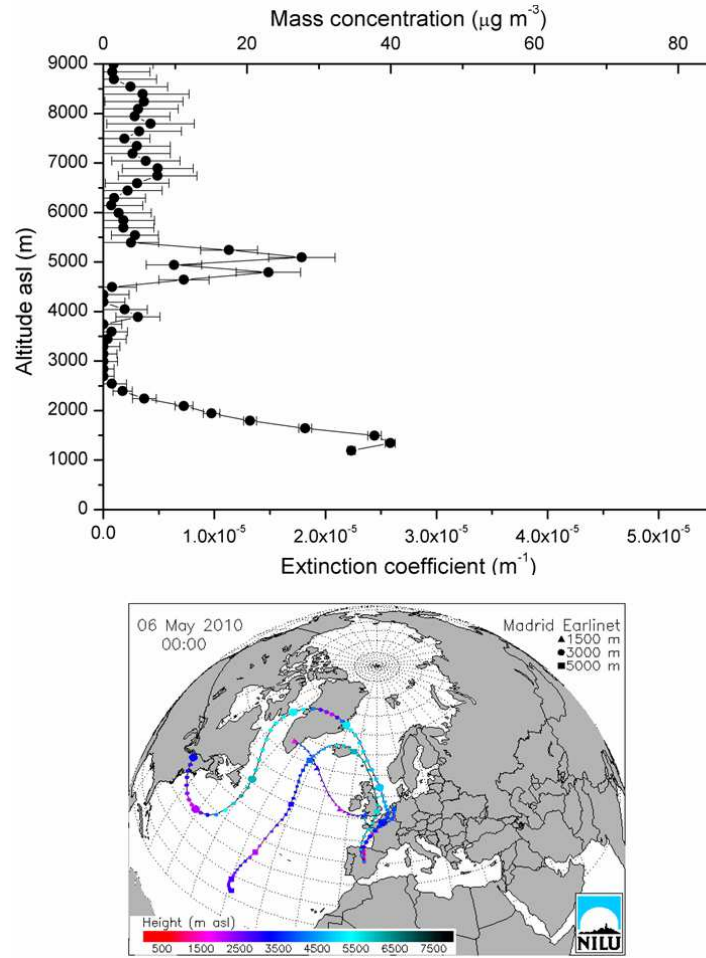 Mass concentration (μg m⁻³)
0 20 40 60 80
9000
8000
7000
6000
5000
4000
3000
2000
1000
0
Altitude asl (m)
0.0 1.0x10⁻⁵ 2.0x10⁻⁵ 3.0x10⁻⁵ 4.0x10⁻⁵ 5.0x10⁻⁵
Extinction coefficient (m⁻¹)
06 May 2010
00:00
Madrid Earlinet
▲ 1500 m
● 3000 m
■ 5000 m
Height (m asl)
500 1500 2500 3500 4500 5500 6500 7500
NILU